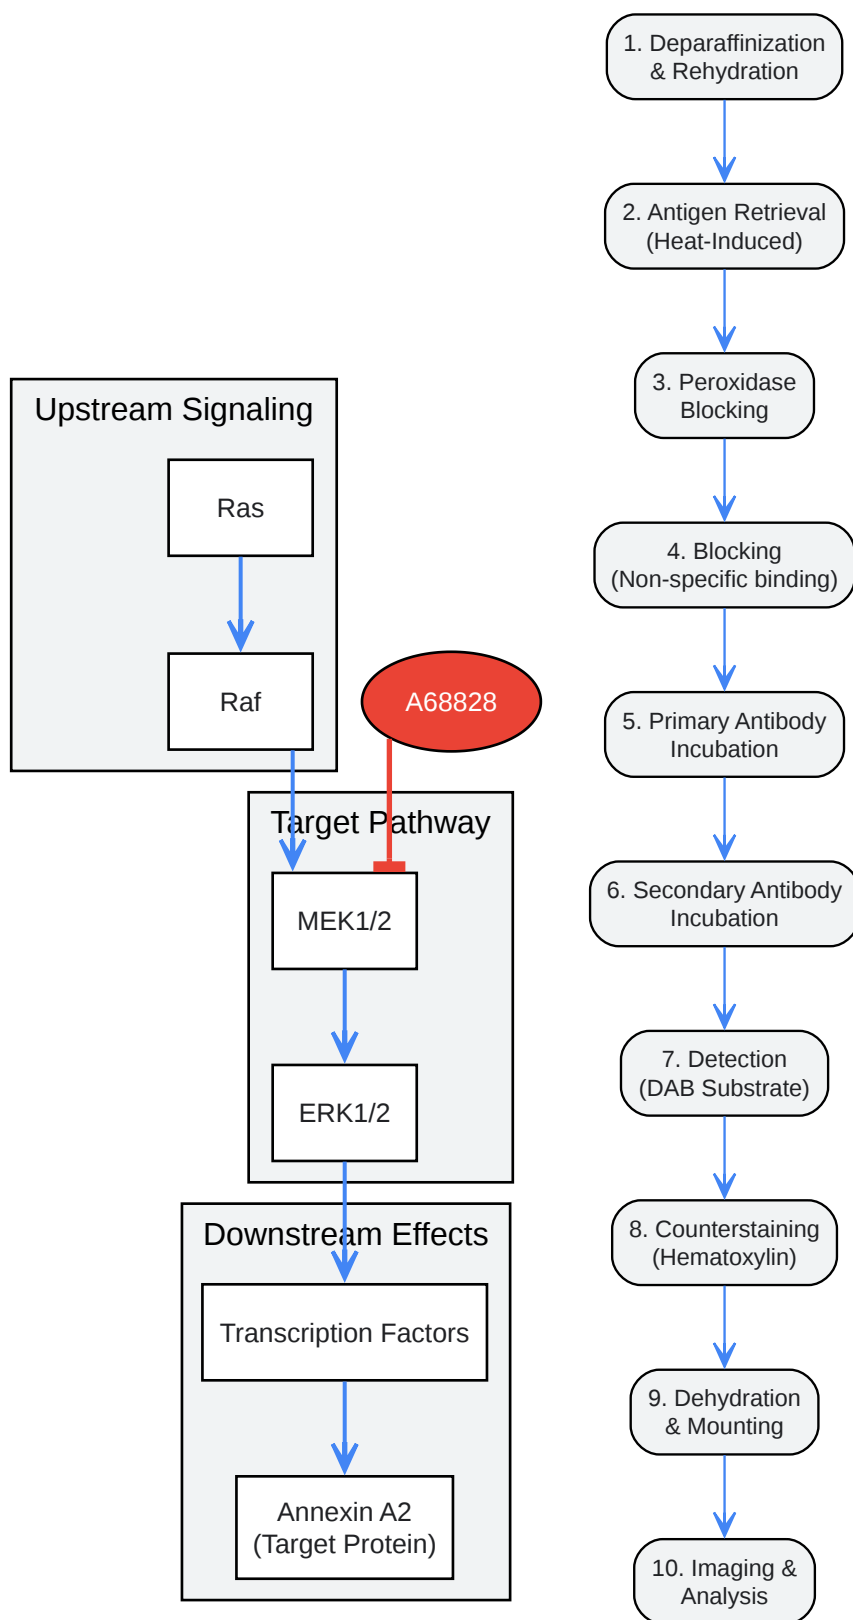 Upstream Signaling
Ras
Raf
A68828
Target Pathway
MEK1/2
ERK1/2
Downstream Effects
Transcription Factors
Annexin A2
(Target Protein)
1. Deparaffinization
& Rehydration
2. Antigen Retrieval
(Heat-Induced)
3. Peroxidase
Blocking
4. Blocking
(Non-specific binding)
5. Primary Antibody
Incubation
6. Secondary Antibody
Incubation
7. Detection
(DAB Substrate)
8. Counterstaining
(Hematoxylin)
9. Dehydration
& Mounting
10. Imaging &
Analysis